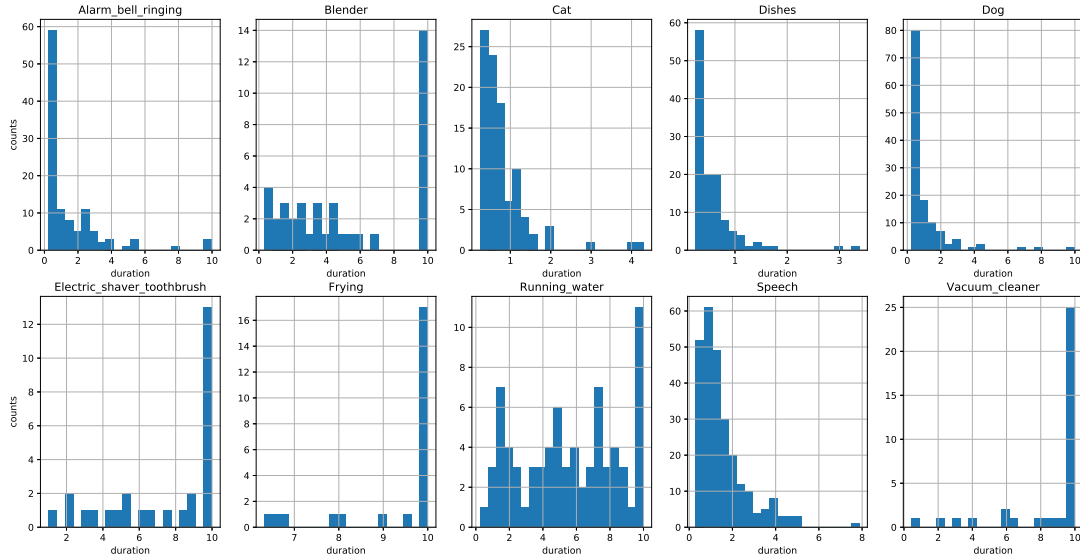 Alarm_bell_ringing
counts
60
50
40
30
20
10
0
0 2 4 6 8 10
duration
Blender
14
12
10
8
6
4
2
0
0 2 4 6 8 10
duration
Cat
25
20
15
10
5
0
1 2 3 4
duration
Dishes
60
50
40
30
20
10
0
1 2 3
duration
Dog
80
70
60
50
40
30
20
10
0
0 2 4 6 8 10
duration
Electric_shaver_toothbrush
counts
12
10
8
6
4
2
0
2 4 6 8 10
duration
Frying
16
14
12
10
8
6
4
2
0
7 8 9 10
duration
Running_water
10
8
6
4
2
0
0 2 4 6 8 10
duration
Speech
60
50
40
30
20
10
0
0 2 4 6 8
duration
Vacuum_cleaner
25
20
15
10
5
0
0 2 4 6 8 10
duration